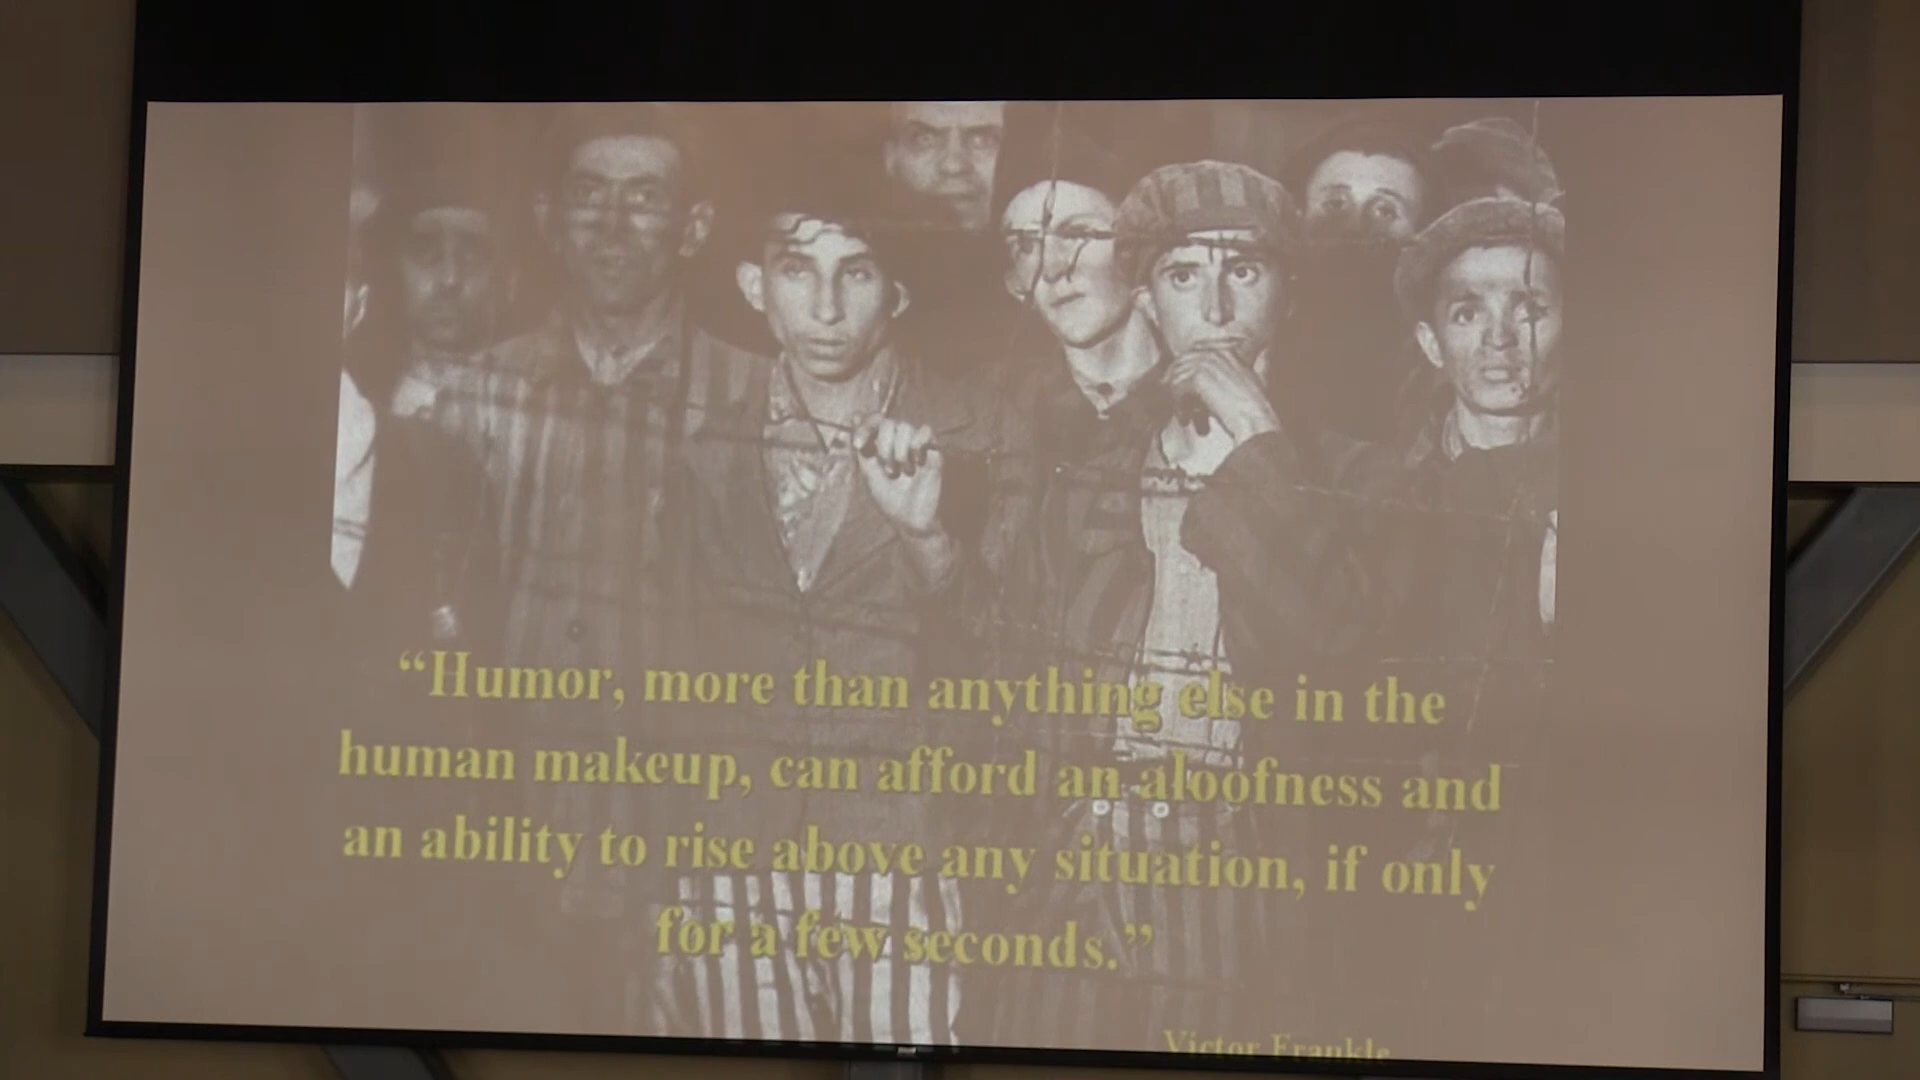 “Humor, more than anything else in the
human makeup, can afford an aloofness and
an ability to rise above any situation, if only
for a few seconds.”
Victor Frankle